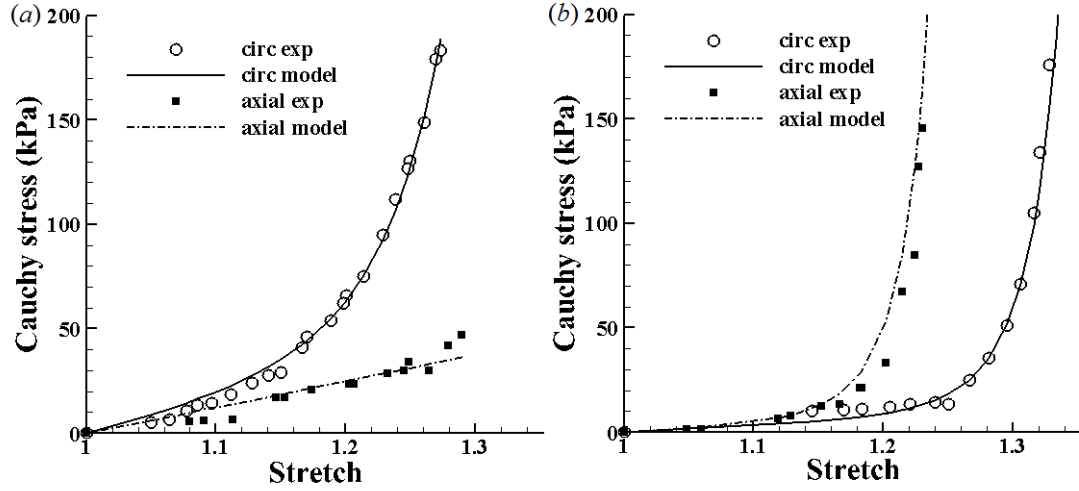 (a)
200
150
100
50
0
Cauchy stress (kPa)
circ exp
circ model
axial exp
axial model
1 1.1 1.2 1.3
Stretch
(b)
200
150
100
50
0
Cauchy stress (kPa)
circ exp
circ model
axial exp
axial model
1 1.1 1.2 1.3
Stretch